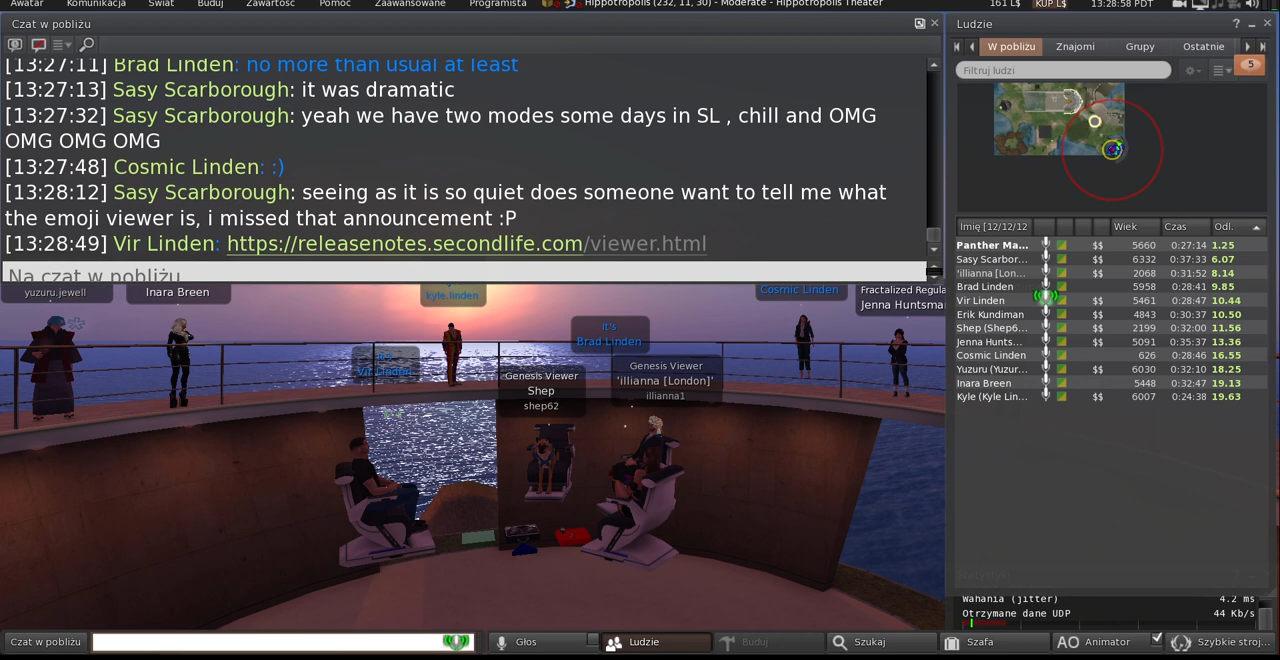 Awatar Komunikacja Świat Buduj Zawartość Pomoc Zaawansowane Programista Hippotropolis (232, 11, 30) - Moderate - Hippotropolis Theater 161 L$ KUP L$ 13:28:58 PDT
Czat w pobliżu
[13:27:11] Brad Linden: no more than usual at least
[13:27:13] Sasy Scarborough: it was dramatic
[13:27:32] Sasy Scarborough: yeah we have two modes some days in SL , chill and OMG
OMG OMG OMG
[13:27:48] Cosmic Linden: :)
[13:28:12] Sasy Scarborough: seeing as it is so quiet does someone want to tell me what
the emoji viewer is, i missed that announcement :P
[13:28:49] Vir Linden: https://releasenotes.secondlife.com/viewer.html
Na czat w pobliżu
yuzuru.jewell
Inara Breen
kyle.linden
Cosmic Linden
Fractalized Regula
Jenna Huntsma
It's
Brad Linden
It's
Vir Linden
Genesis Viewer
Shep
shep62
Genesis Viewer
'illianna [London]'
illianna1
Ludzie
?
W pobliżu Znajomi Grupy Ostatnie
5
Filtruj ludzi
Imię [12/12/12 Wiek Czas Odl.
Panther Ma... $$ 5660 0:27:14 1.25
Sasy Scarbor... $$ 6332 0:37:33 6.07
'illianna [Lon... $$ 2068 0:31:52 8.14
Brad Linden 5958 0:28:41 9.85
Vir Linden $$ 5461 0:28:47 10.44
Erik Kundiman $$ 4843 0:30:37 10.50
Shep (Shep6... $$ 2199 0:32:00 11.56
Jenna Hunts... $$ 5091 0:35:37 13.36
Cosmic Linden 626 0:28:46 16.55
Yuzuru (Yuzur... $$ 6030 0:32:10 18.25
Inara Breen 5448 0:32:47 19.13
Kyle (Kyle Lin... $$ 6007 0:24:38 19.63
Wahania (jitter) 4.2 ms
Otrzymane dane UDP 44 Kb/s
Czat w pobliżu Głos Ludzie Buduj Szukaj Szafa AO Animator Szybkie stroj...